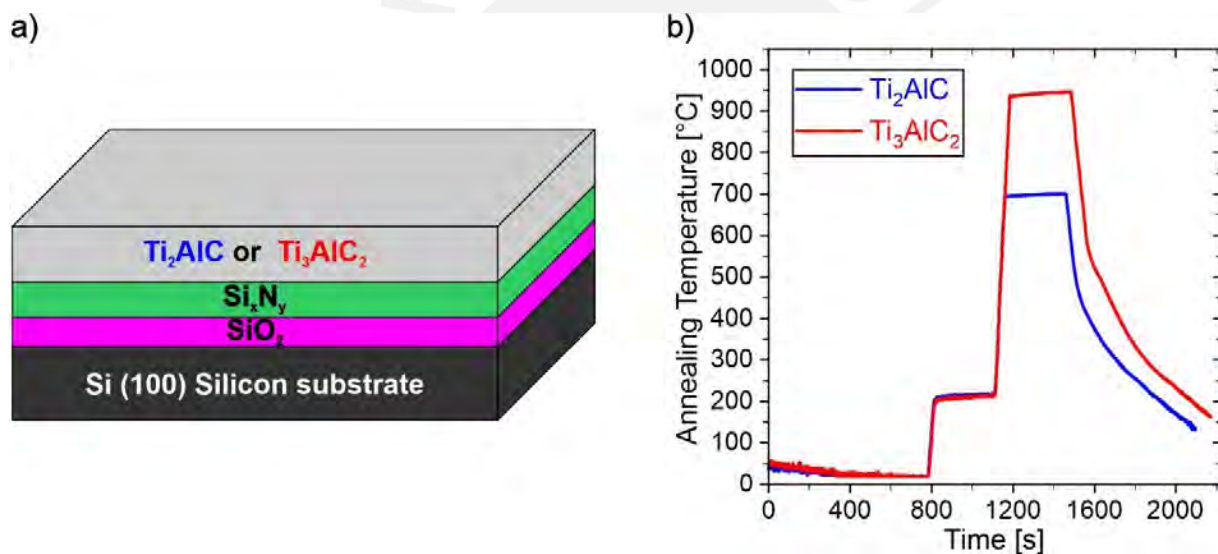 a)
Ti₂AlC or Ti₃AlC₂
SiₓNᵧ
SiO₂
Si (100) Silicon substrate
b)
Annealing Temperature [°C]
1000
900
800
700
600
500
400
300
200
100
0
Ti₂AlC
Ti₃AlC₂
0 400 800 1200 1600 2000
Time [s]